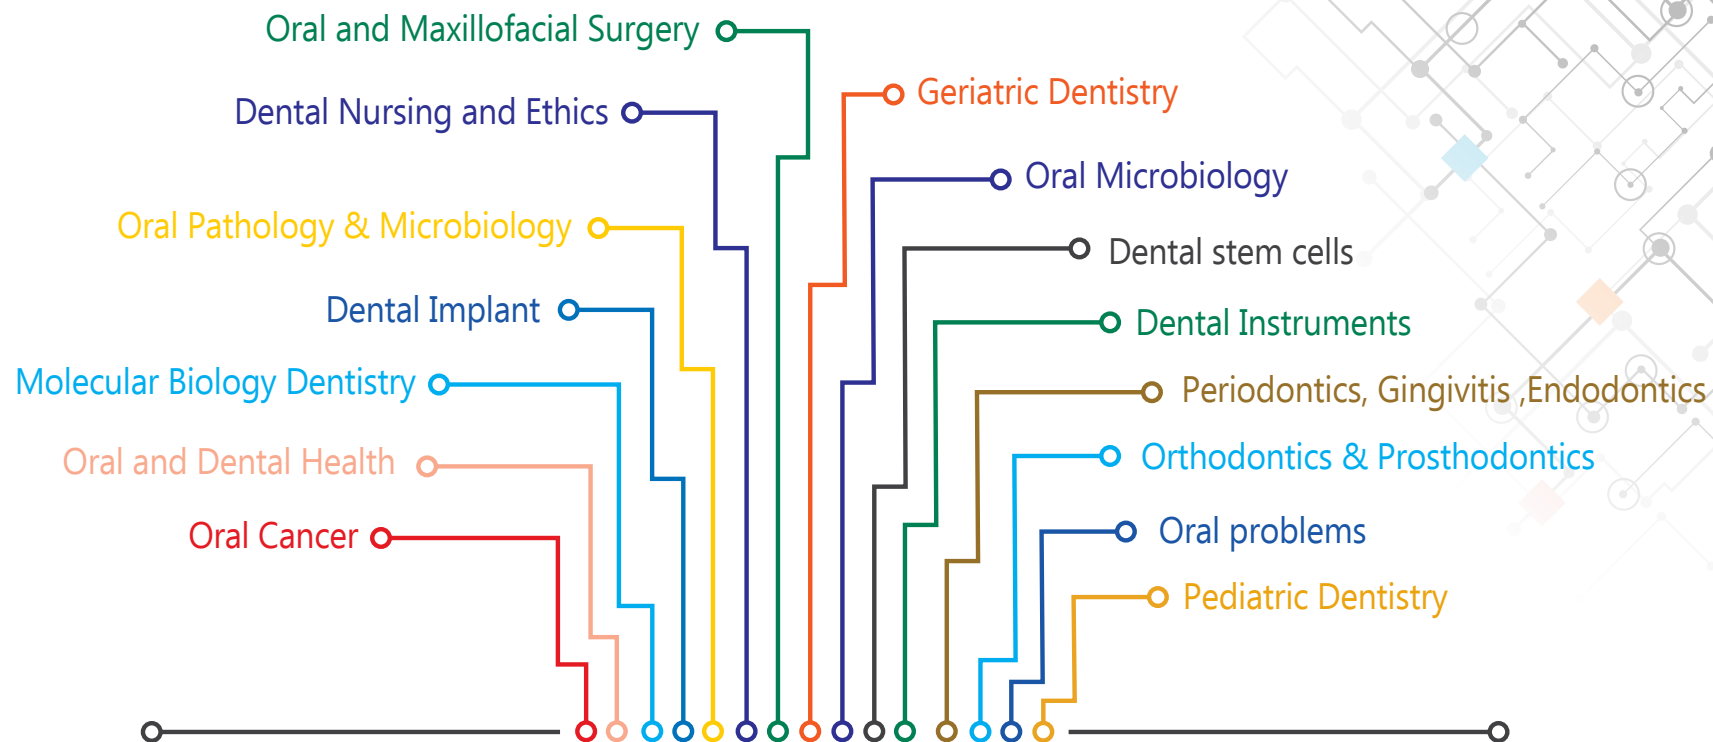 Oral and Maxillofacial Surgery
Dental Nursing and Ethics
Oral Pathology & Microbiology
Dental Implant
Molecular Biology Dentistry
Oral and Dental Health
Oral Cancer
Geriatric Dentistry
Oral Microbiology
Dental stem cells
Dental Instruments
Periodontics, Gingivitis ,Endodontics
Orthodontics & Prosthodontics
Oral problems
Pediatric Dentistry